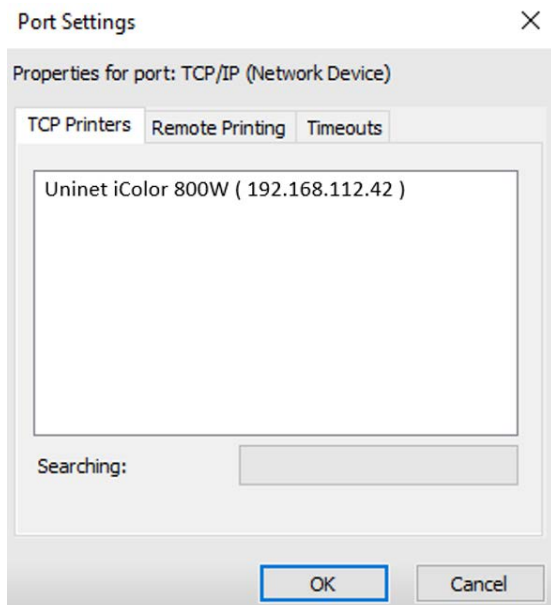 Port Settings
Properties for port: TCP/IP (Network Device)
TCP Printers Remote Printing Timeouts
Uninet iColor 800W ( 192.168.112.42 )
Searching:
OK Cancel